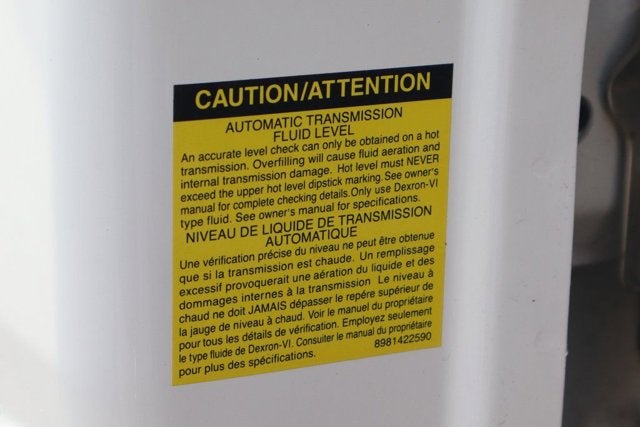 CAUTION/ATTENTION
AUTOMATIC TRANSMISSION
FLUID LEVEL
An accurate level check can only be obtained on a hot
transmission. Overfilling will cause fluid aeration and
internal transmission damage. Hot level must NEVER
exceed the upper hot level dipstick marking. See owner's
manual for complete checking details. Only use Dexron-VI
type fluid. See owner's manual for specifications.
NIVEAU DE LIQUIDE DE TRANSMISSION
AUTOMATIQUE
Une vérification précise du niveau ne peut être obtenue
que si la transmission est chaude. Un remplissage
excessif provoquerait une aération du liquide et des
dommages internes à la transmission Le niveau à
chaud ne doit JAMAIS dépasser le repére supérieur de
la jauge de niveau à chaud. Voir le manuel du propriétaire
pour tous les détails de vérification. Employez seulement
le type fluide de Dexron-VI. Consulter le manual du propriétaire
pour plus des spécifications.
8981422590